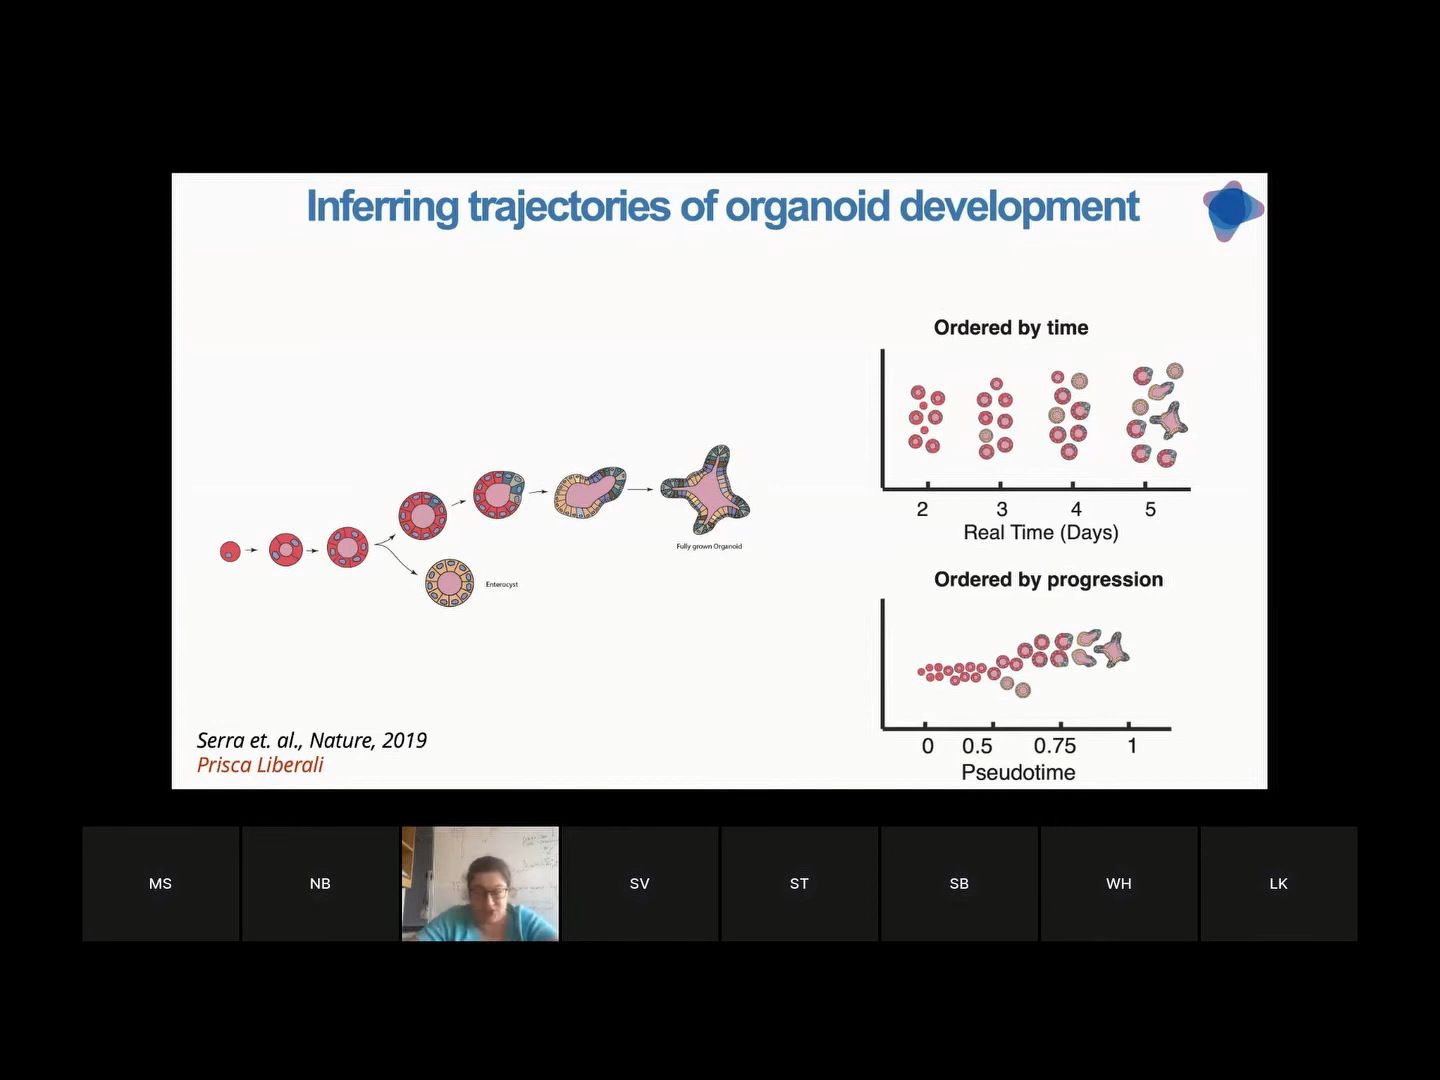 Inferring trajectories of organoid development
Fully grown Organoid
Enterocyst
Ordered by time
2 3 4 5
Real Time (Days)
Ordered by progression
0 0.5 0.75 1
Pseudotime
Serra et. al., Nature, 2019
Prisca Liberali
MS NB SV ST SB WH LK